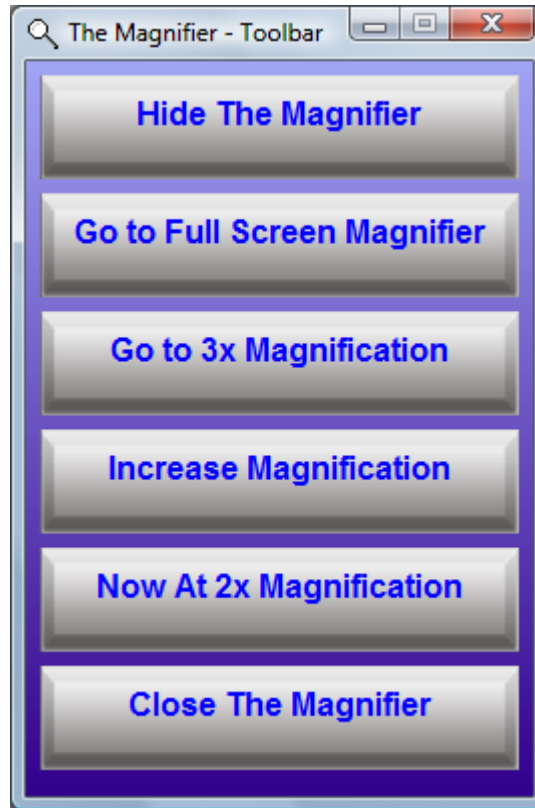 The Magnifier - Toolbar
Hide The Magnifier
Go to Full Screen Magnifier
Go to 3x Magnification
Increase Magnification
Now At 2x Magnification
Close The Magnifier